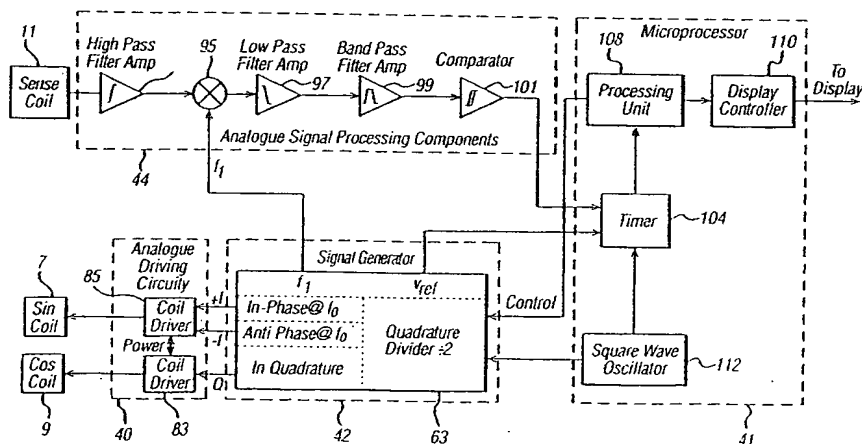 11
Sense
Coil
High Pass
Filter Amp
95
Low Pass
Filter Amp
97
Band Pass
Filter Amp
99
Comparator
101
Analogue Signal Processing Components
44
f1
Microprocessor
108
Processing
Unit
110
Display
Controller
To
Display
Timer
104
Square Wave
Oscillator
112
41
Control
Signal Generator
f1
vref
In-Phase@ f0
Anti Phase@ f0
In Quadrature
Quadrature
Divider ÷2
42
63
Analogue
Driving
Circuity
85
Coil
Driver
+I
-I
Power
Coil
Driver
Q
40
83
7
Sin
Coil
Cos
Coil
9